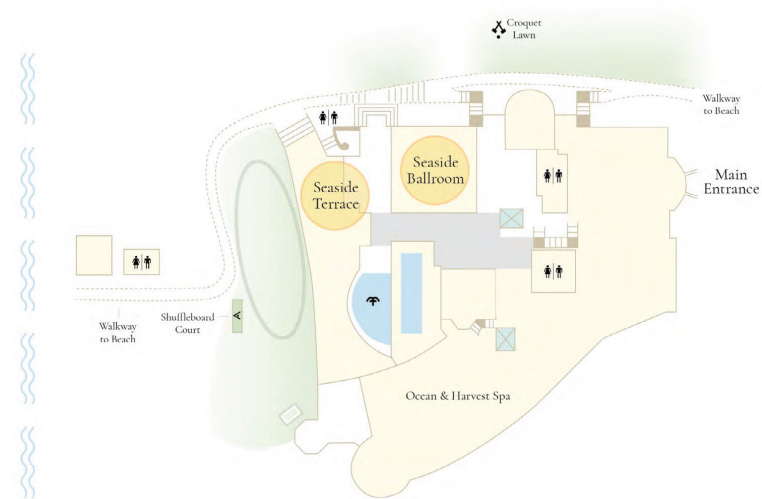 Croquet
Lawn
Walkway
to Beach
Seaside
Ballroom
Seaside
Terrace
Main
Entrance
Shuffleboard
Court
Walkway
to Beach
Ocean & Harvest Spa